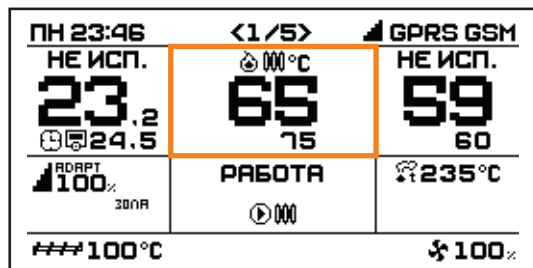 ПН 23:46 <1/5> GPRS GSM
НЕ ИСП. °C НЕ ИСП.
23.2 65 59
24.5 75 60
ADAPT
100% РАБОТА 235°C
ЗОЛА
100°C 100%